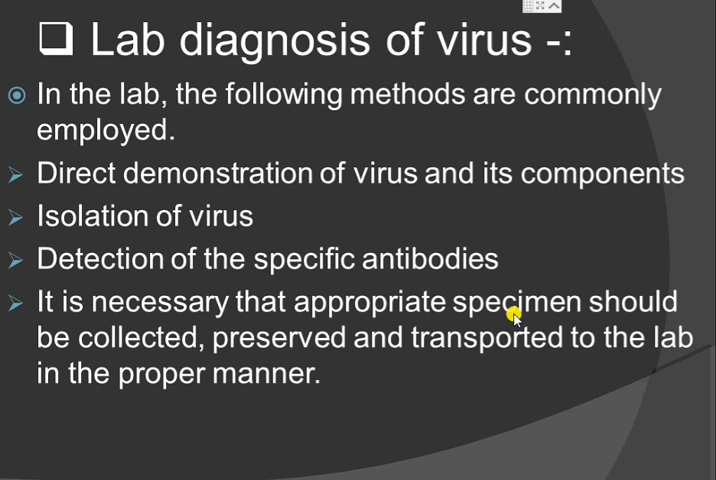 Lab diagnosis of virus -:
In the lab, the following methods are commonly
employed.
Direct demonstration of virus and its components
Isolation of virus
Detection of the specific antibodies
It is necessary that appropriate specimen should
be collected, preserved and transported to the lab
in the proper manner.